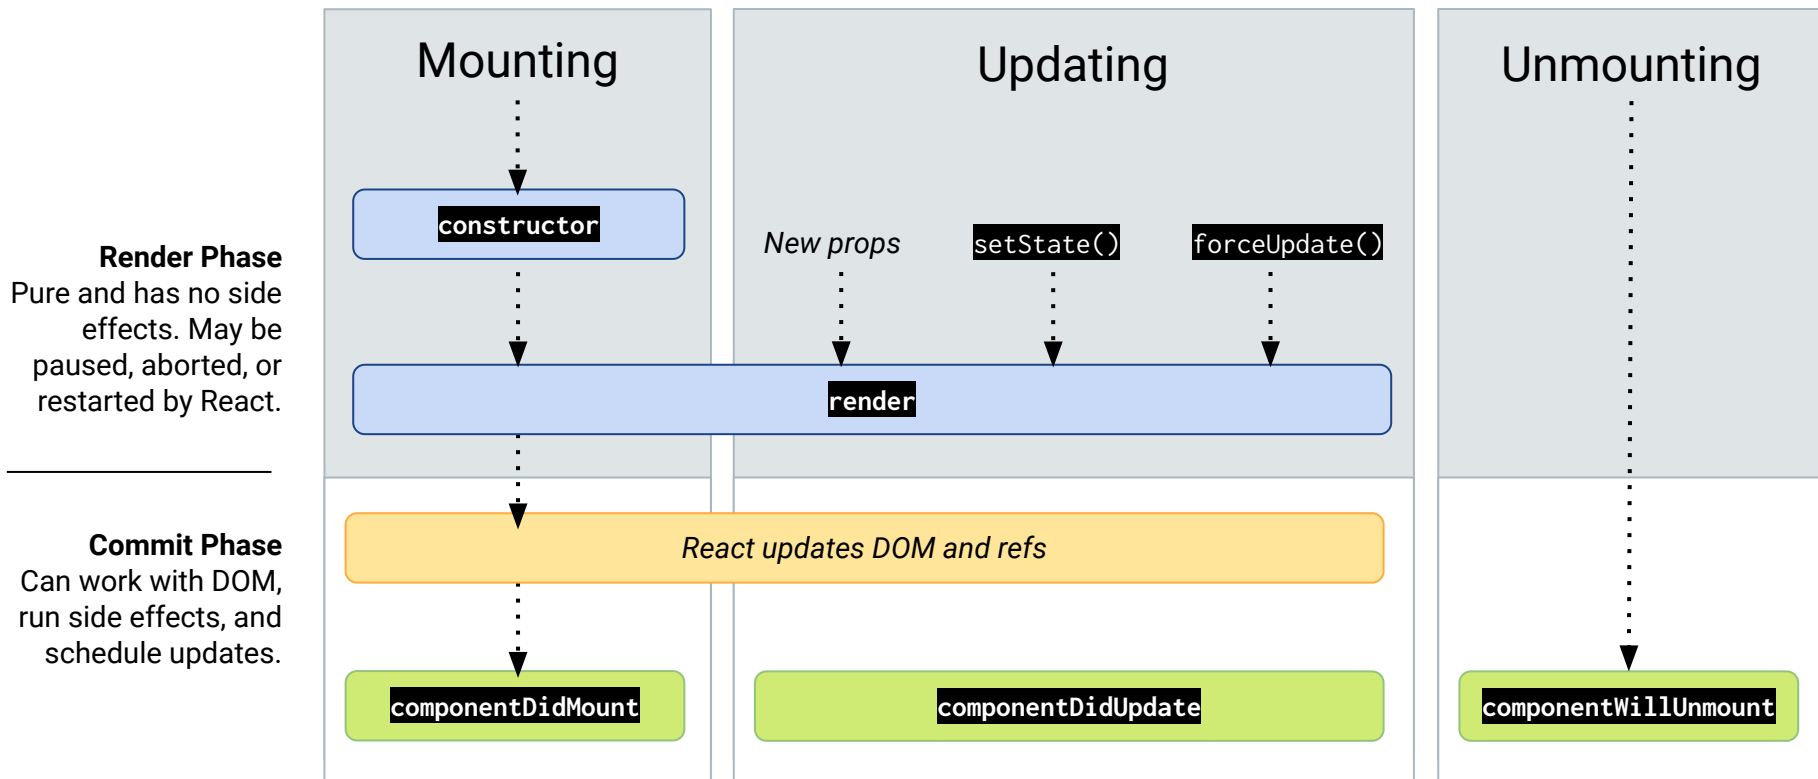 Mounting
Updating
Unmounting
constructor
New props
setState()
forceUpdate()
Render Phase
Pure and has no side
effects. May be
paused, aborted, or
restarted by React.
render
Commit Phase
Can work with DOM,
run side effects, and
schedule updates.
React updates DOM and refs
componentDidMount
componentDidUpdate
componentWillUnmount